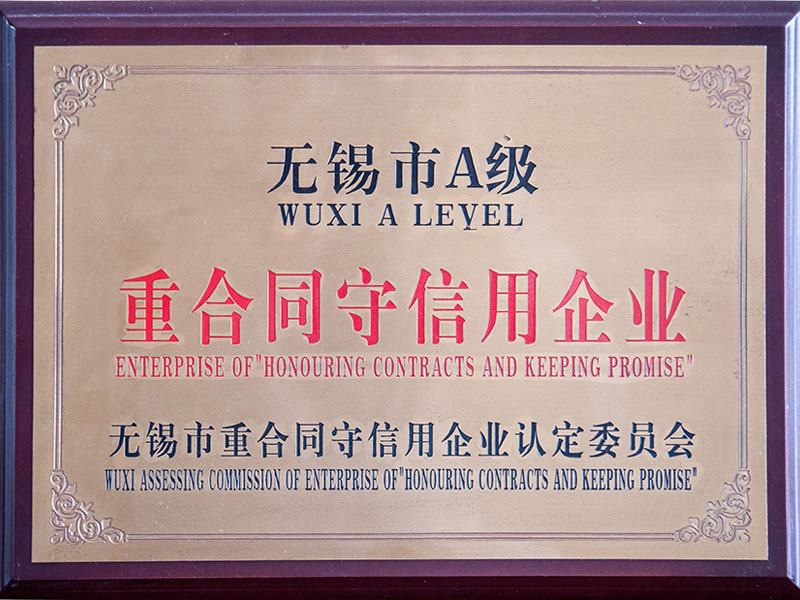 无锡市A级
WUXI A LEVEL
重合同守信用企业
ENTERPRISE OF"HONOURING CONTRACTS AND KEEPING PROMISE"
无锡市重合同守信用企业认定委员会
WUXI ASSESSING COMMISSION OF ENTERPRISE OF"HONOURING CONTRACTS AND KEEPING PROMISE"